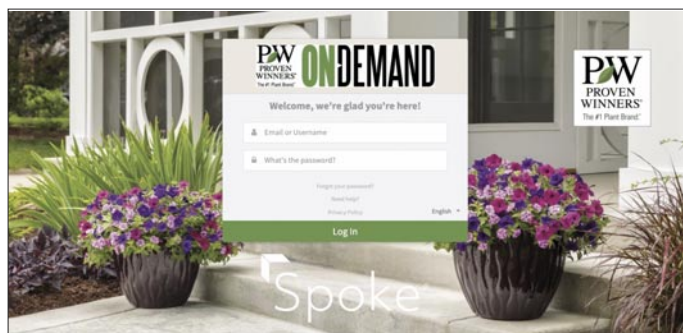 PW
PROVEN
WINNERS®
The #1 Plant Brand.™
ONDEMAND
Welcome, we're glad you're here!
Email or Username
What's the password?
Forgot your password?
Need help?
Privacy Policy
English
Log In
Spoke
PW
PROVEN
WINNERS®
The #1 Plant Brand.™